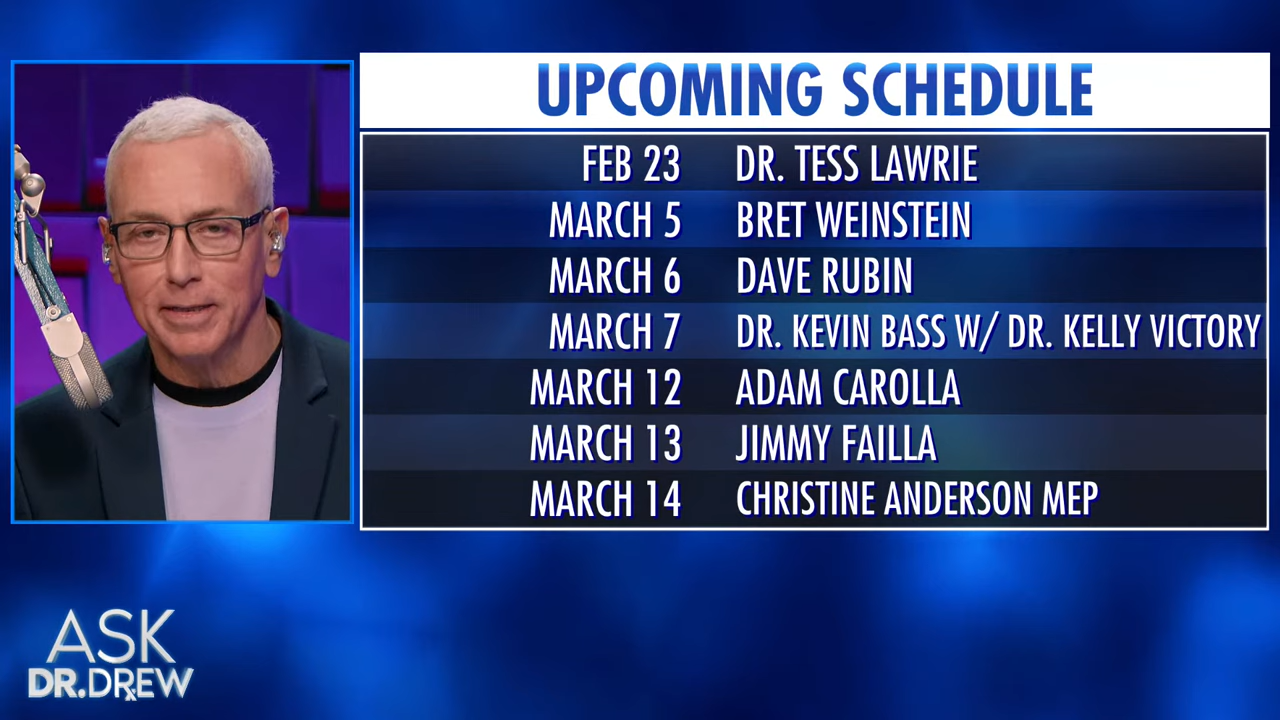 UPCOMING SCHEDULE
FEB 23 DR. TESS LAWRIE
MARCH 5 BRET WEINSTEIN
MARCH 6 DAVE RUBIN
MARCH 7 DR. KEVIN BASS W/ DR. KELLY VICTORY
MARCH 12 ADAM CAROLLA
MARCH 13 JIMMY FAILLA
MARCH 14 CHRISTINE ANDERSON MEP
ASK
DR.DREW